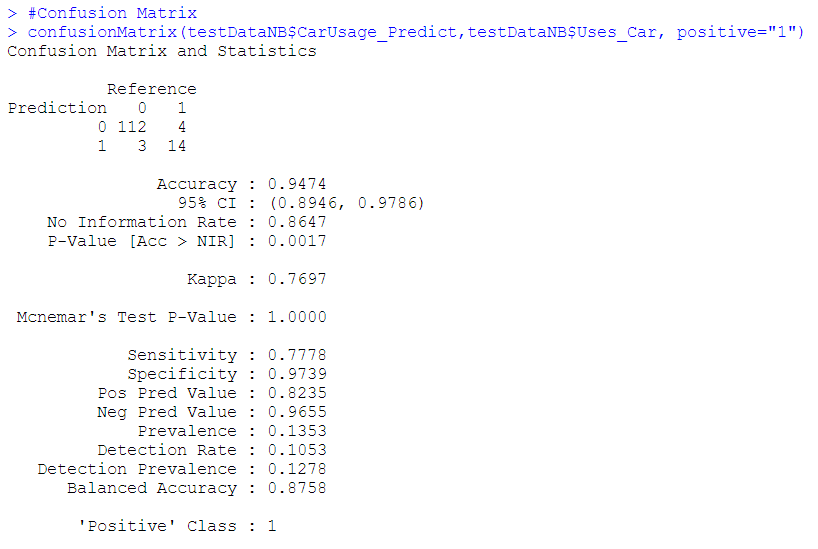 > #Confusion Matrix
> confusionMatrix(testDataNB$CarUsage_Predict,testDataNB$Uses_Car, positive="1")
Confusion Matrix and Statistics
Reference
Prediction 0 1
0 112 4
1 3 14
Accuracy : 0.9474
95% CI : (0.8946, 0.9786)
No Information Rate : 0.8647
P-Value [Acc > NIR] : 0.0017
Kappa : 0.7697
Mcnemar's Test P-Value : 1.0000
Sensitivity : 0.7778
Specificity : 0.9739
Pos Pred Value : 0.8235
Neg Pred Value : 0.9655
Prevalence : 0.1353
Detection Rate : 0.1053
Detection Prevalence : 0.1278
Balanced Accuracy : 0.8758
'Positive' Class : 1